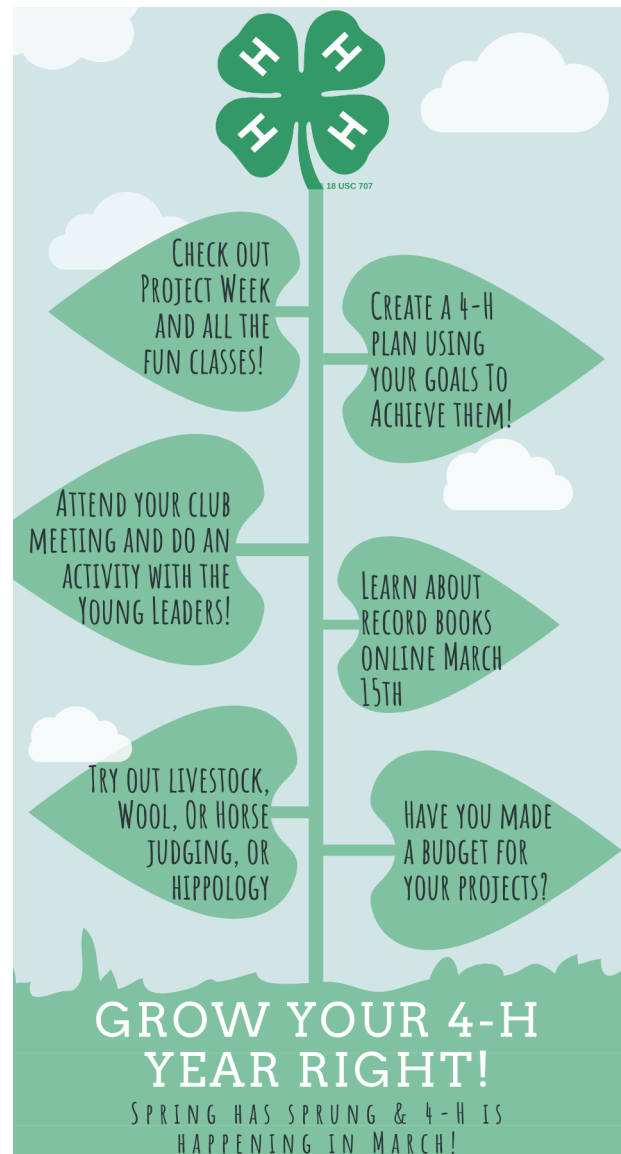 H H
H H
18 USC 707
Check out
Project Week
and all the
fun classes!
Create a 4-H
plan using
your goals To
Achieve them!
Attend your club
meeting and do an
activity with the
Young Leaders!
Learn about
record books
online March
15th
Try out livestock,
Wool, Or Horse
judging, or
hippology
Have you made
a budget for
your projects?
GROW YOUR 4-H
YEAR RIGHT!
Spring has sprung & 4-H is
happening in March!